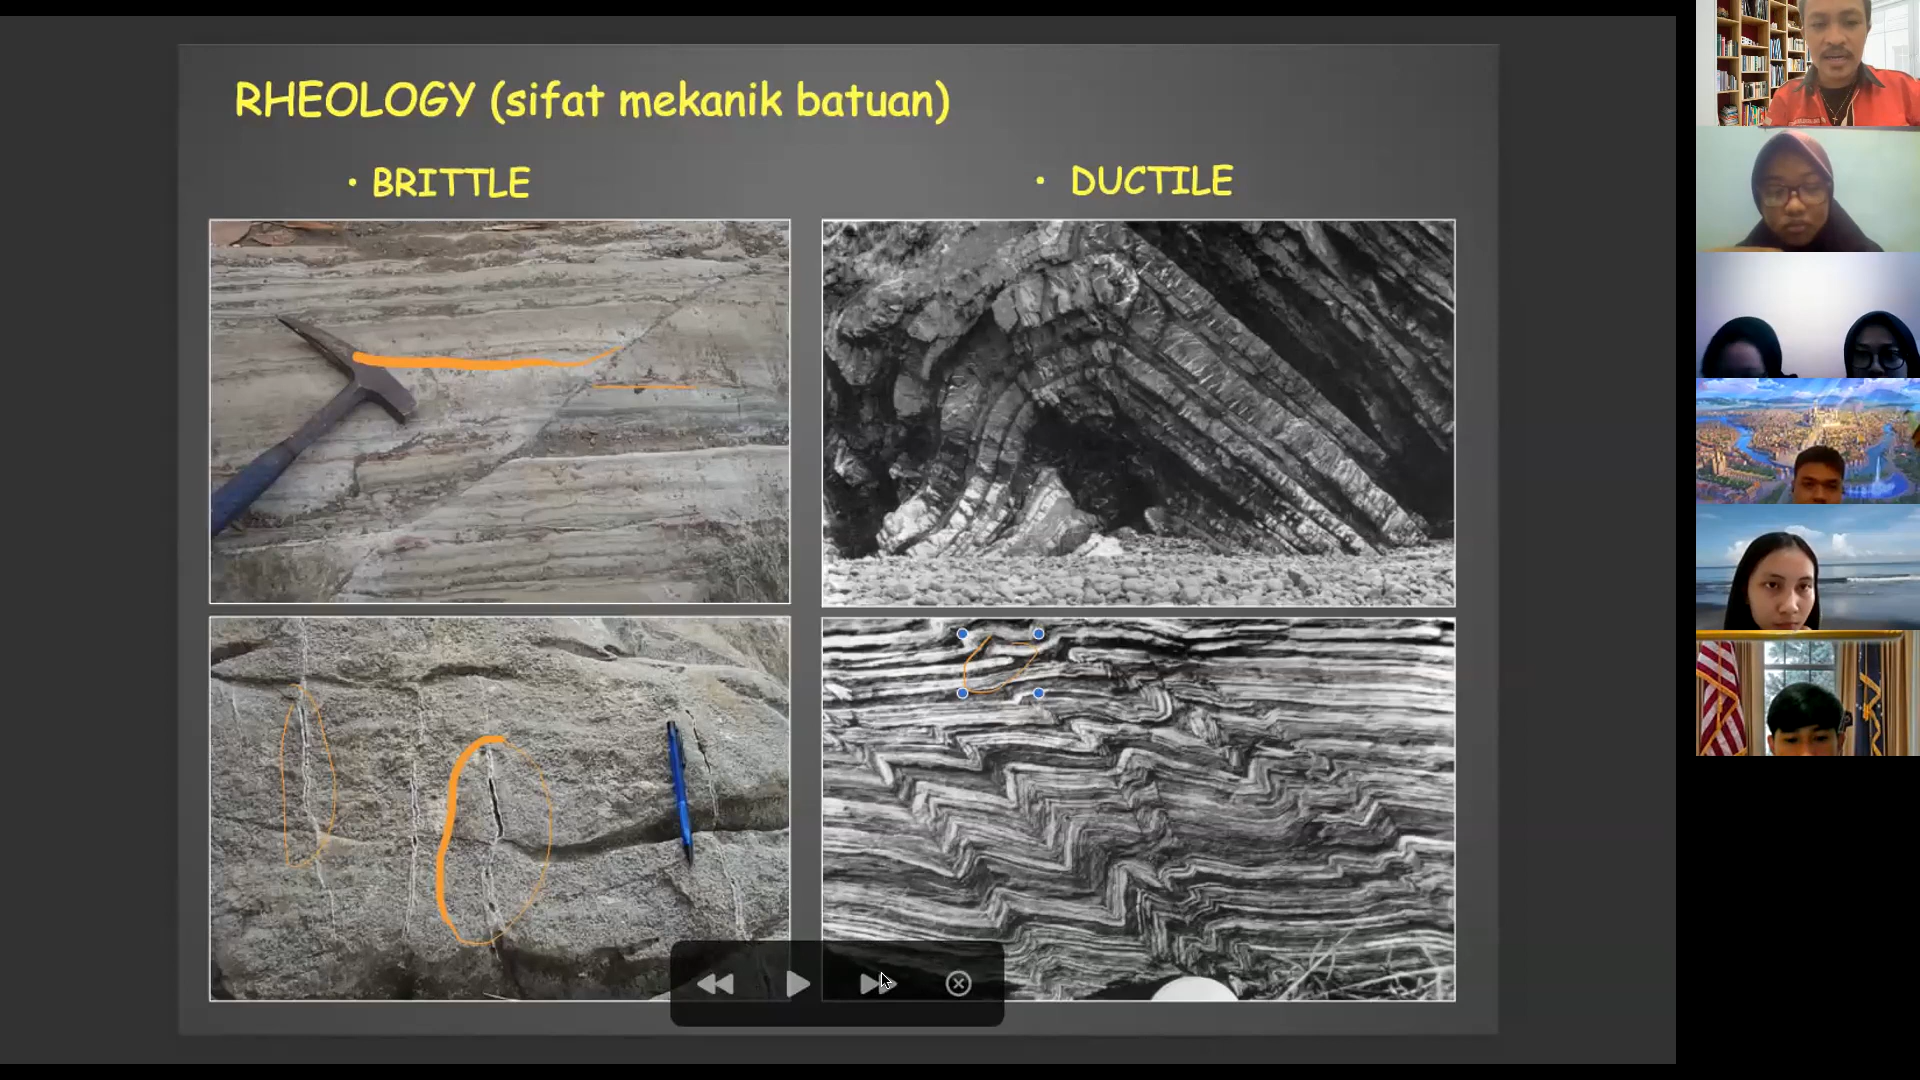 RHEOLOGY (sifat mekanik batuan)
• BRITTLE
• DUCTILE